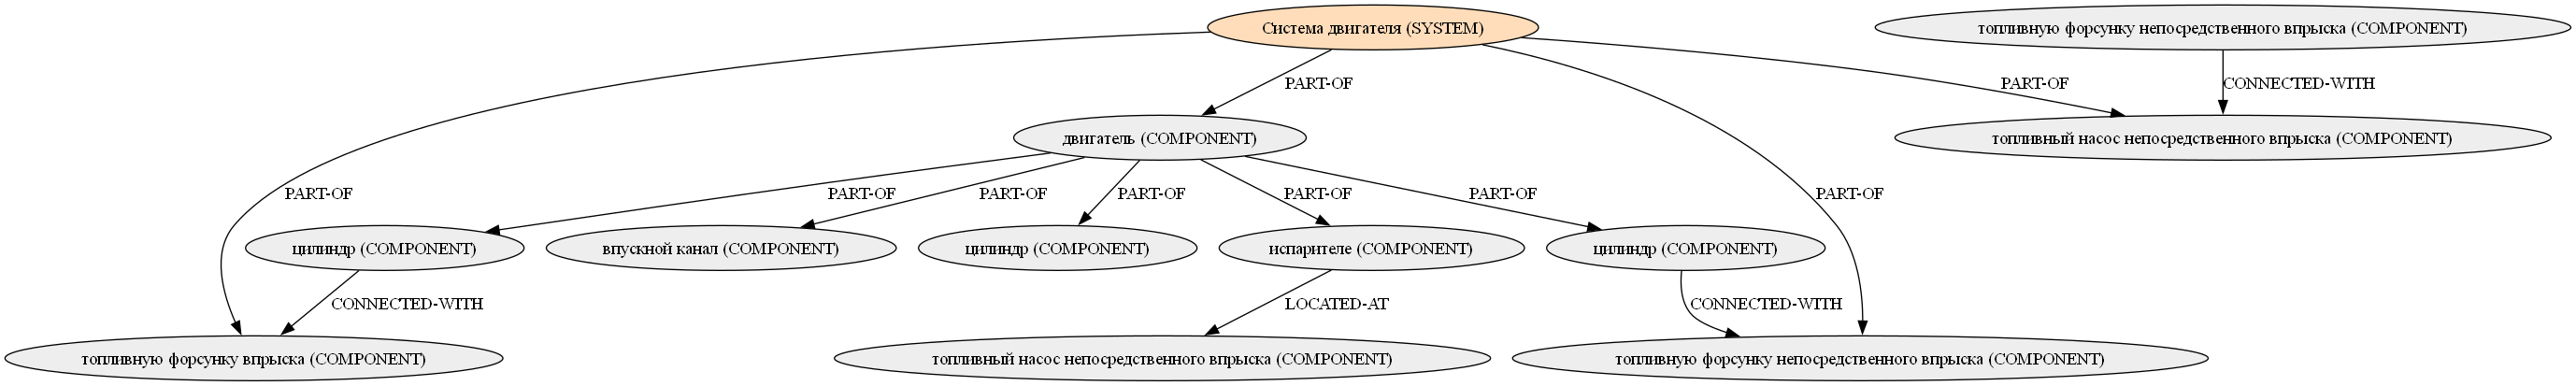 Система двигателя (SYSTEM)
топливную форсунку непосредственного впрыска (COMPONENT)
PART-OF
PART-OF
CONNECTED-WITH
двигатель (COMPONENT)
топливный насос непосредственного впрыска (COMPONENT)
PART-OF
PART-OF
PART-OF
PART-OF
PART-OF
PART-OF
PART-OF
цилиндр (COMPONENT)
впускной канал (COMPONENT)
цилиндр (COMPONENT)
испарителе (COMPONENT)
цилиндр (COMPONENT)
CONNECTED-WITH
LOCATED-AT
CONNECTED-WITH
топливную форсунку впрыска (COMPONENT)
топливный насос непосредственного впрыска (COMPONENT)
топливную форсунку непосредственного впрыска (COMPONENT)